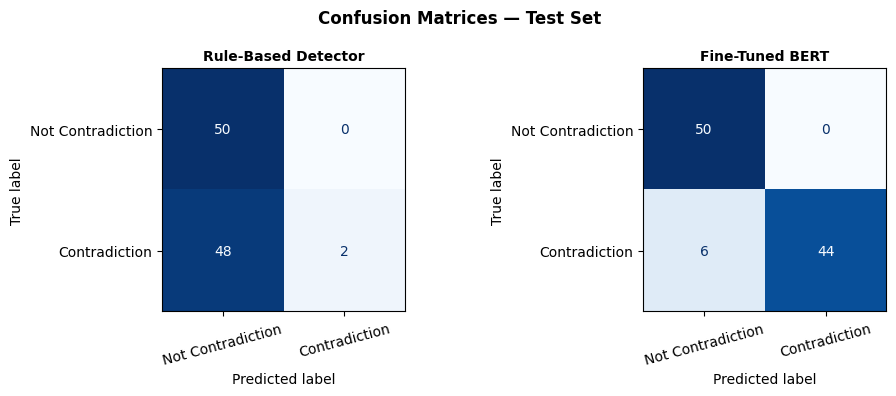 Confusion Matrices — Test Set
Rule-Based Detector
True label
Not Contradiction
50
0
Contradiction
48
2
Not Contradiction
Contradiction
Predicted label
Fine-Tuned BERT
True label
Not Contradiction
50
0
Contradiction
6
44
Not Contradiction
Contradiction
Predicted label